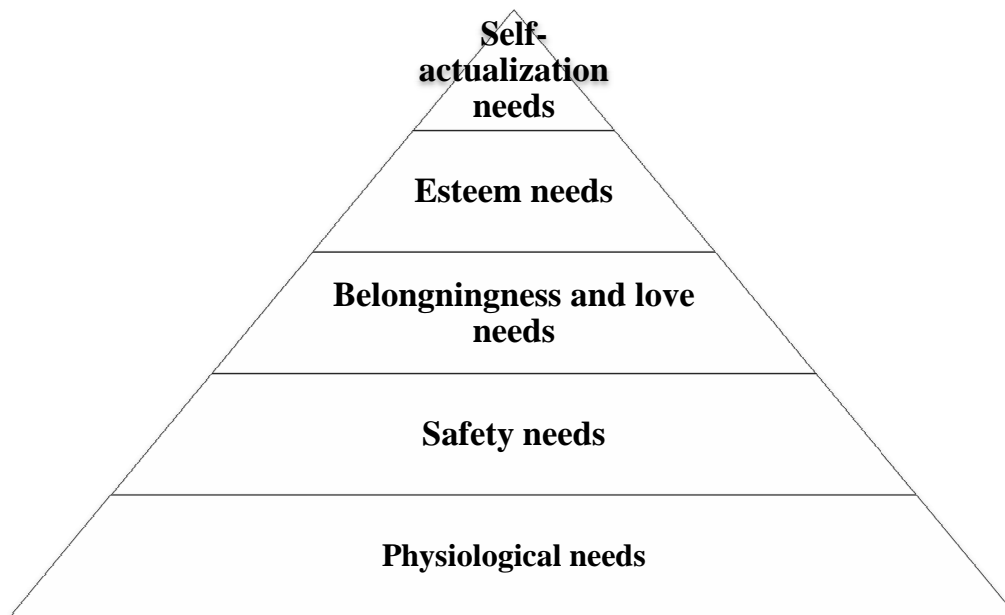 Self-
actualization
needs
Esteem needs
Belongningness and love
needs
Safety needs
Physiological needs